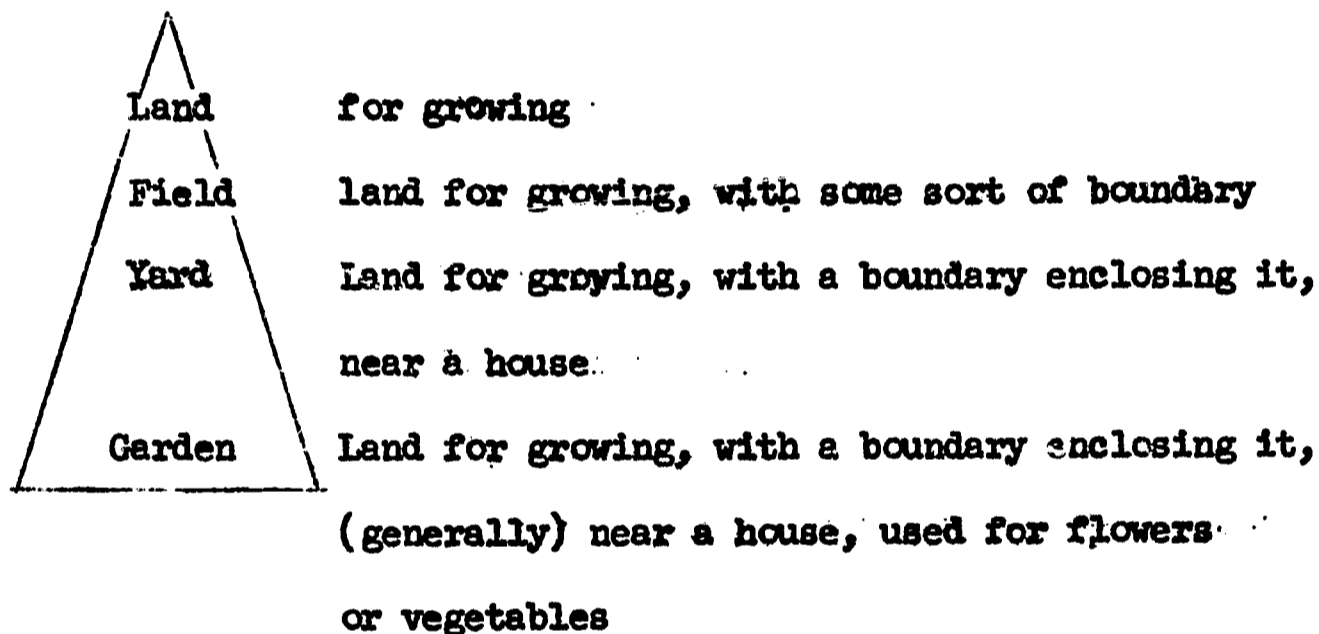 Land for growing
Field land for growing, with some sort of boundary
Yard Land for groying, with a boundary enclosing it,
near a house
Garden Land for growing, with a boundary enclosing it,
(generally) near a house, used for flowers
or vegetables